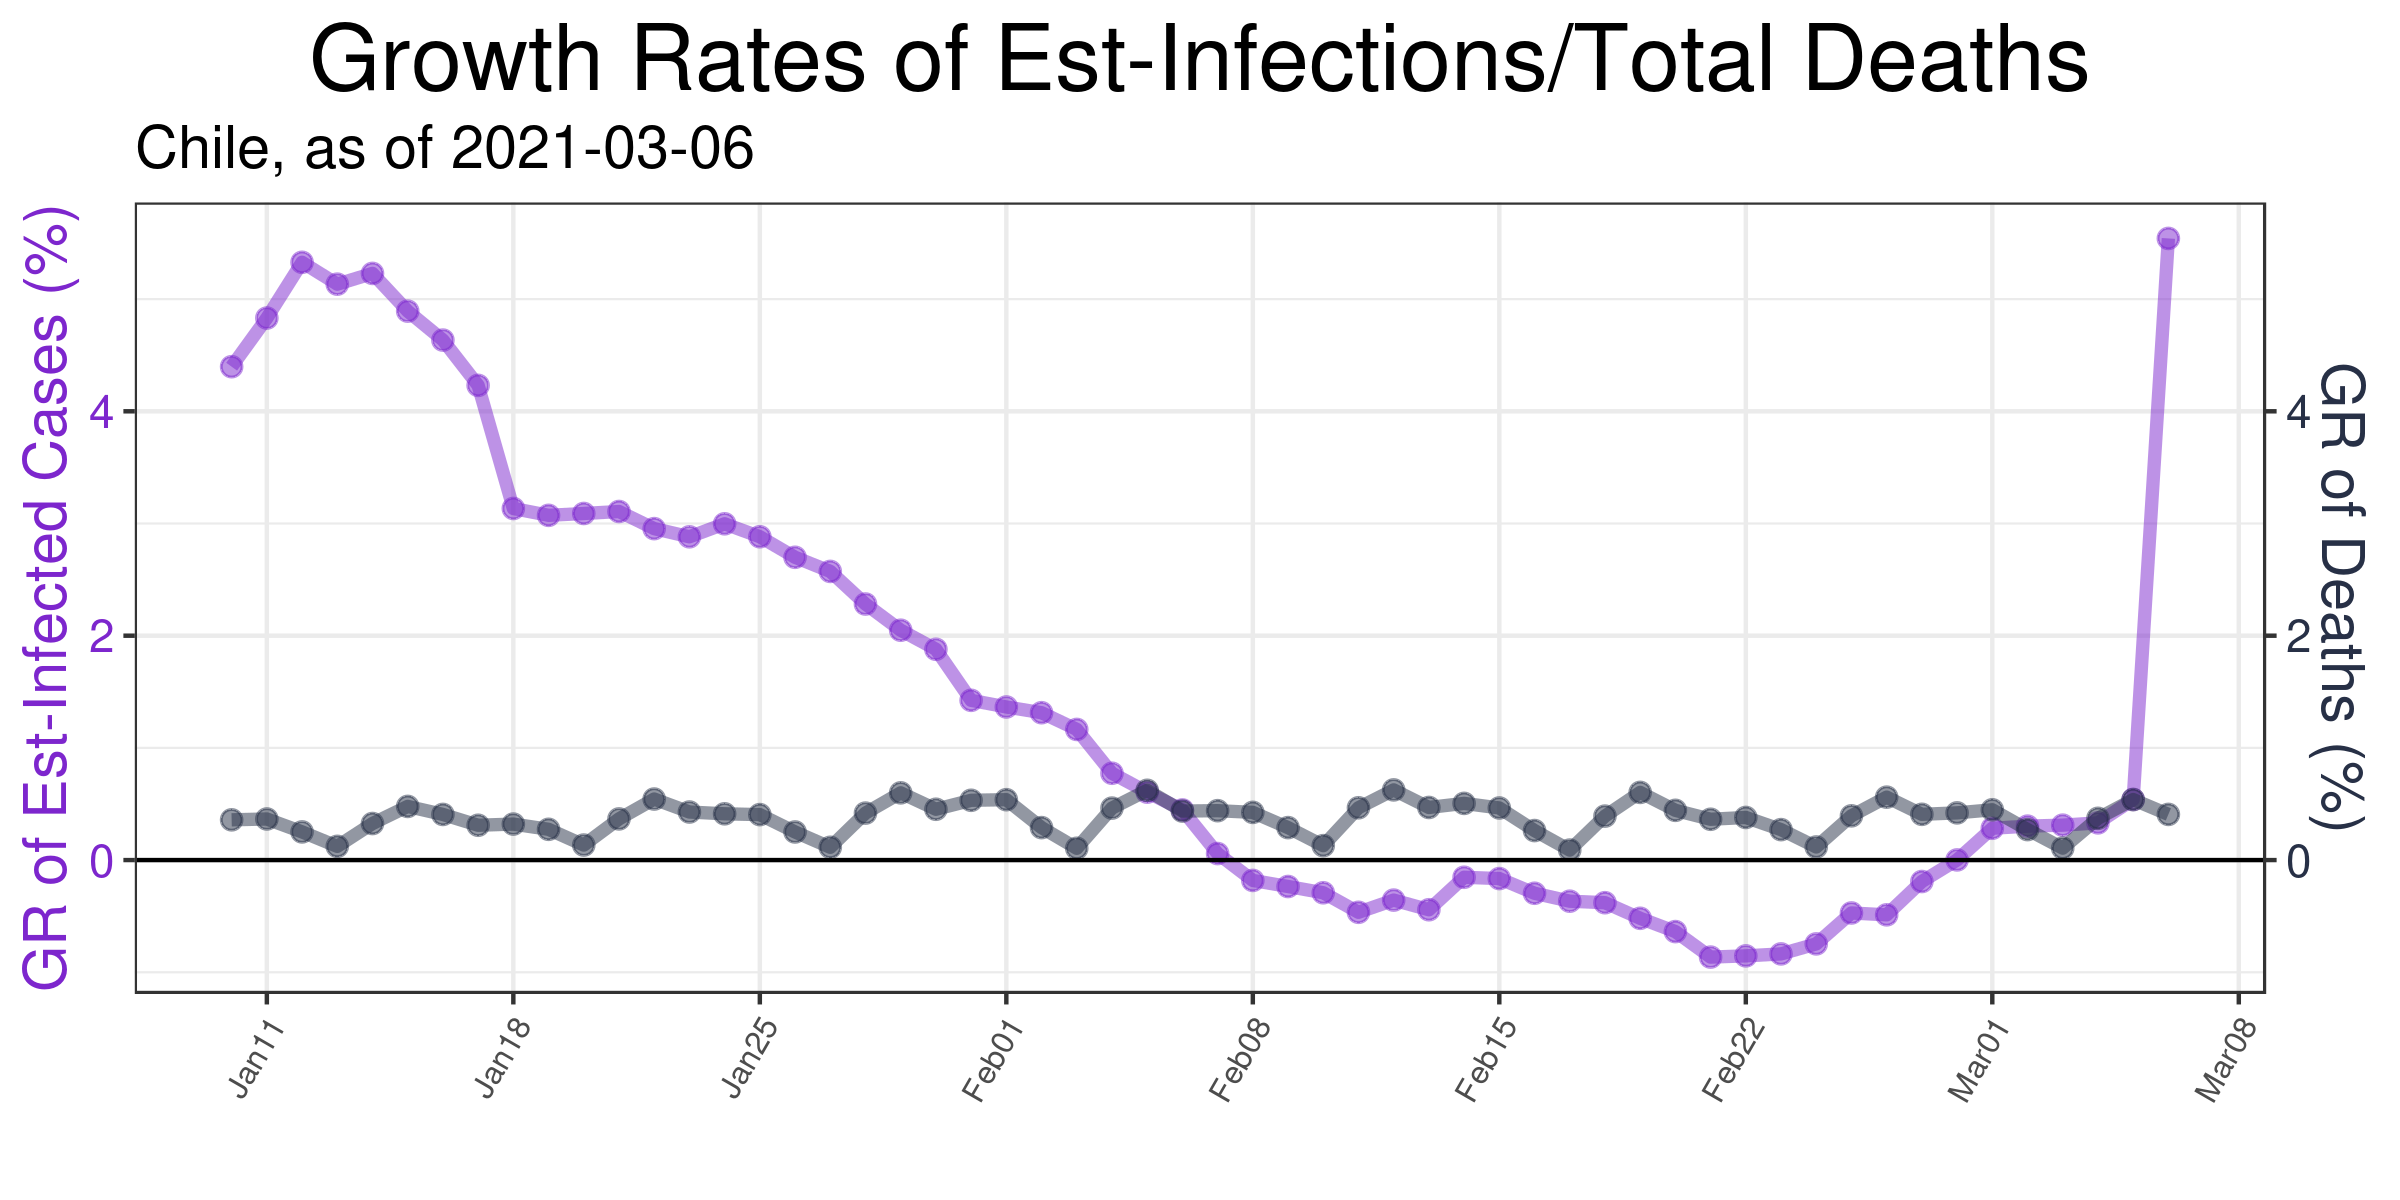 Growth Rates of Est-Infections/Total Deaths
Chile, as of 2021-03-06
GR of Est-Infected Cases (%)
4
2
0
4
2
0
GR of Deaths (%)
Jan11
Jan18
Jan25
Feb01
Feb08
Feb15
Feb22
Mar01
Mar08